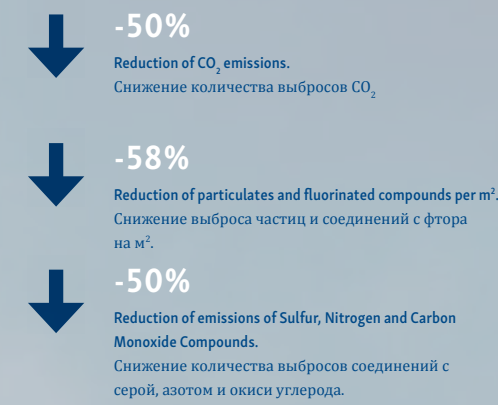 -50%
Reduction of CO₂ emissions.
Снижение количества выбросов CO₂
-58%
Reduction of particulates and fluorinated compounds per m².
Снижение выброса частиц и соединений с фтора
на м².
-50%
Reduction of emissions of Sulfur, Nitrogen and Carbon
Monoxide Compounds.
Снижение количества выбросов соединений с
серой, азотом и окиси углерода.